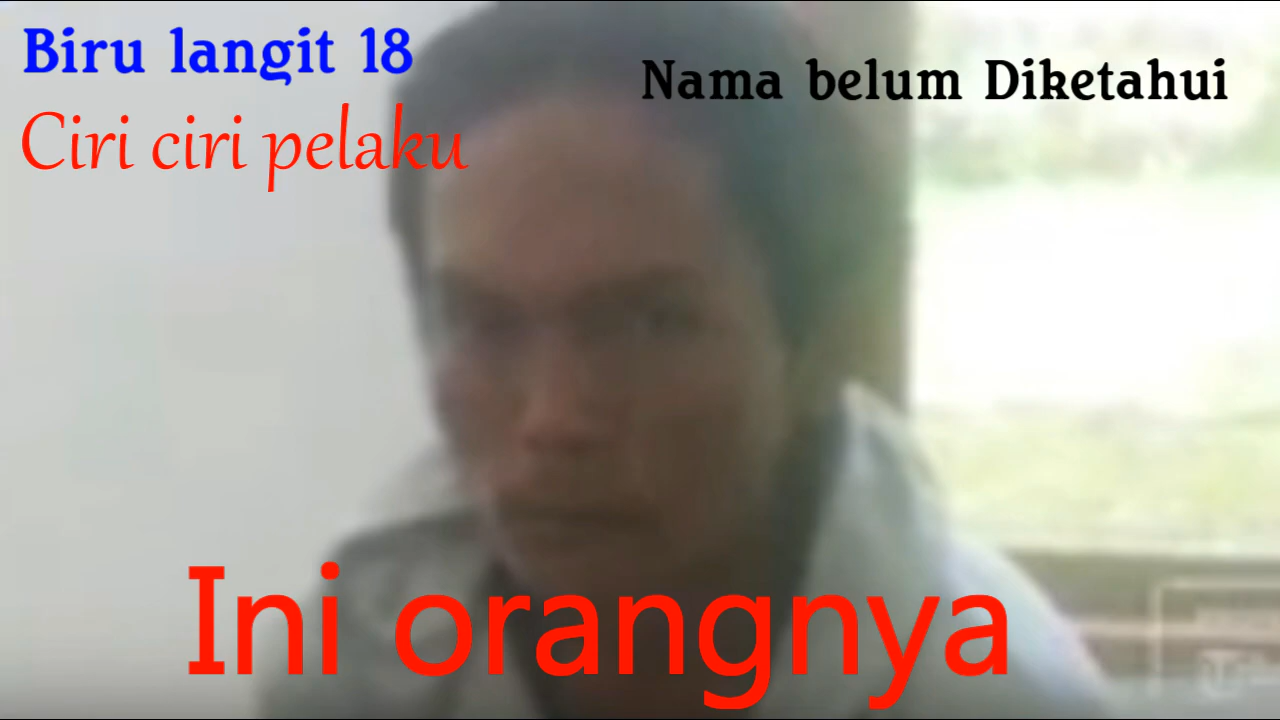 Biru langit 18
Nama belum Diketahui
Ciri ciri pelaku
Ini orangnya